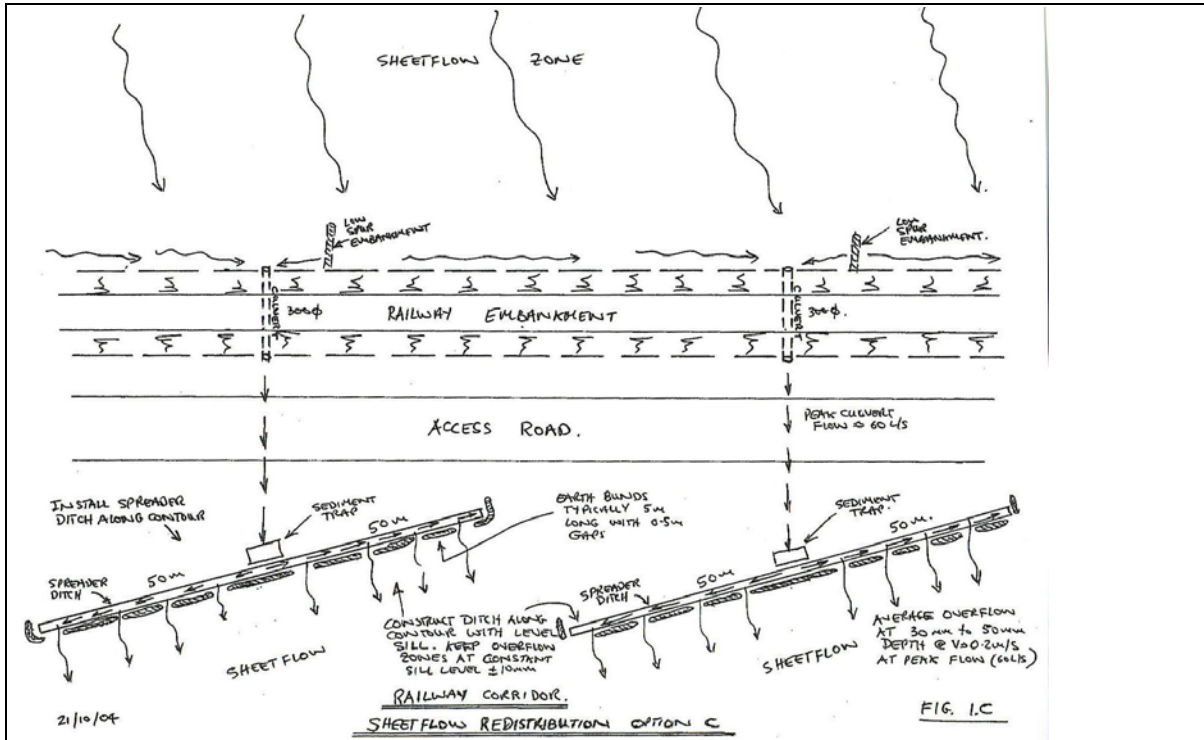 SHEETFLOW ZONE
LOW
SPUR
EMBANKMENT
LOW
SPUR
EMBANKMENT.
CULVERT
300φ
RAILWAY EMBANKMENT
CULVERT
300φ.
ACCESS ROAD.
PEAK CULVERT
FLOW ≏ 60 L/S
INSTALL SPREADER
DITCH ALONG CONTOUR
SEDIMENT
TRAP
50m
EARTH BUNDS
TYPICALLY 5m
LONG WITH 0.5m
GAPS
SEDIMENT
TRAP.
50m.
SPREADER
DITCH
50m
CONSTRUCT DITCH ALONG
CONTOUR WITH LEVEL
SILL. KEEP OVERFLOW
ZONES AT CONSTANT
SILL LEVEL ±10mm
SPREADER
DITCH
50m
AVERAGE OVERFLOW
AT 30mm to 50mm
DEPTH @ V≏0.2m/S
AT PEAK FLOW (60L/S)
SHEETFLOW
SHEETFLOW
RAILWAY CORRIDOR.
SHEETFLOW REDISTRIBUTION OPTION C
21/10/04
FIG. 1.C